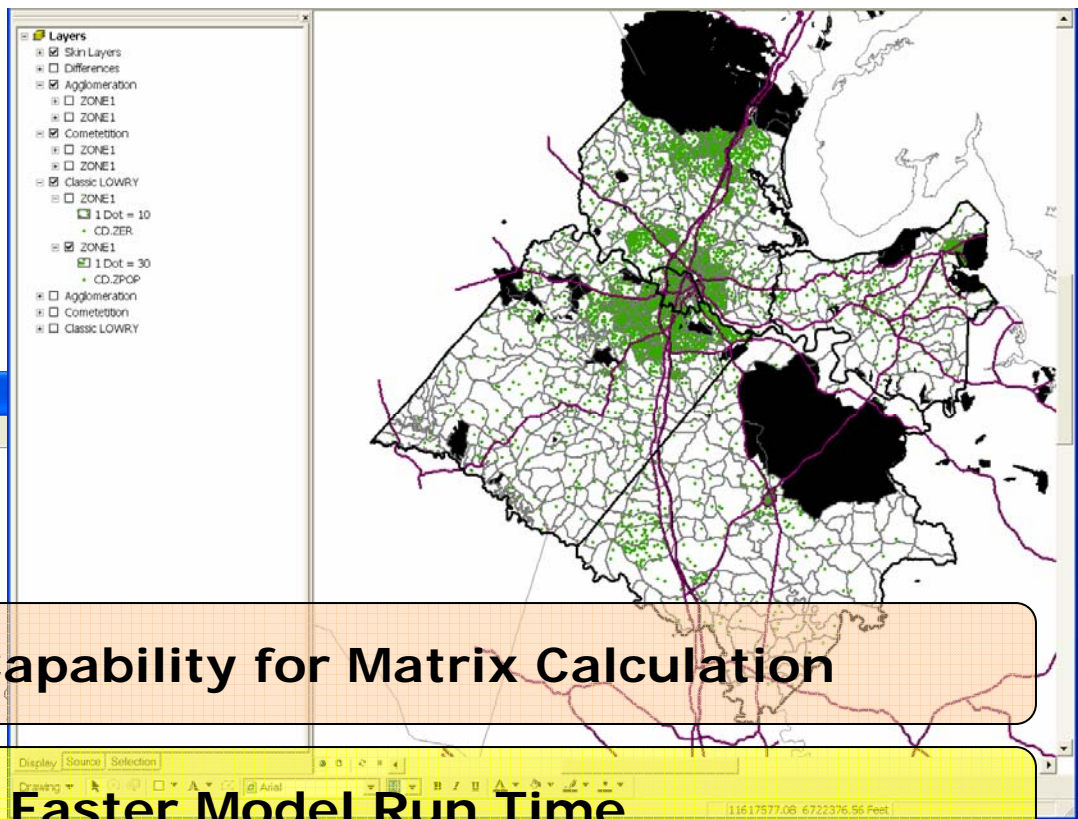 Layers
Skin Layers
Differences
Agglomeration
ZONE1
ZONE1
Cometetition
ZONE1
ZONE1
Classic LOWRY
ZONE1
1 Dot = 10
CD.ZER
ZONE1
1 Dot = 30
CD.ZPOP
Agglomeration
Cometetition
Classic LOWRY
apability for Matrix Calculation
Display Source Selection
Drawing Arial B I U A
Faster Model Run Time
11617577.08 6722376.56 Feet